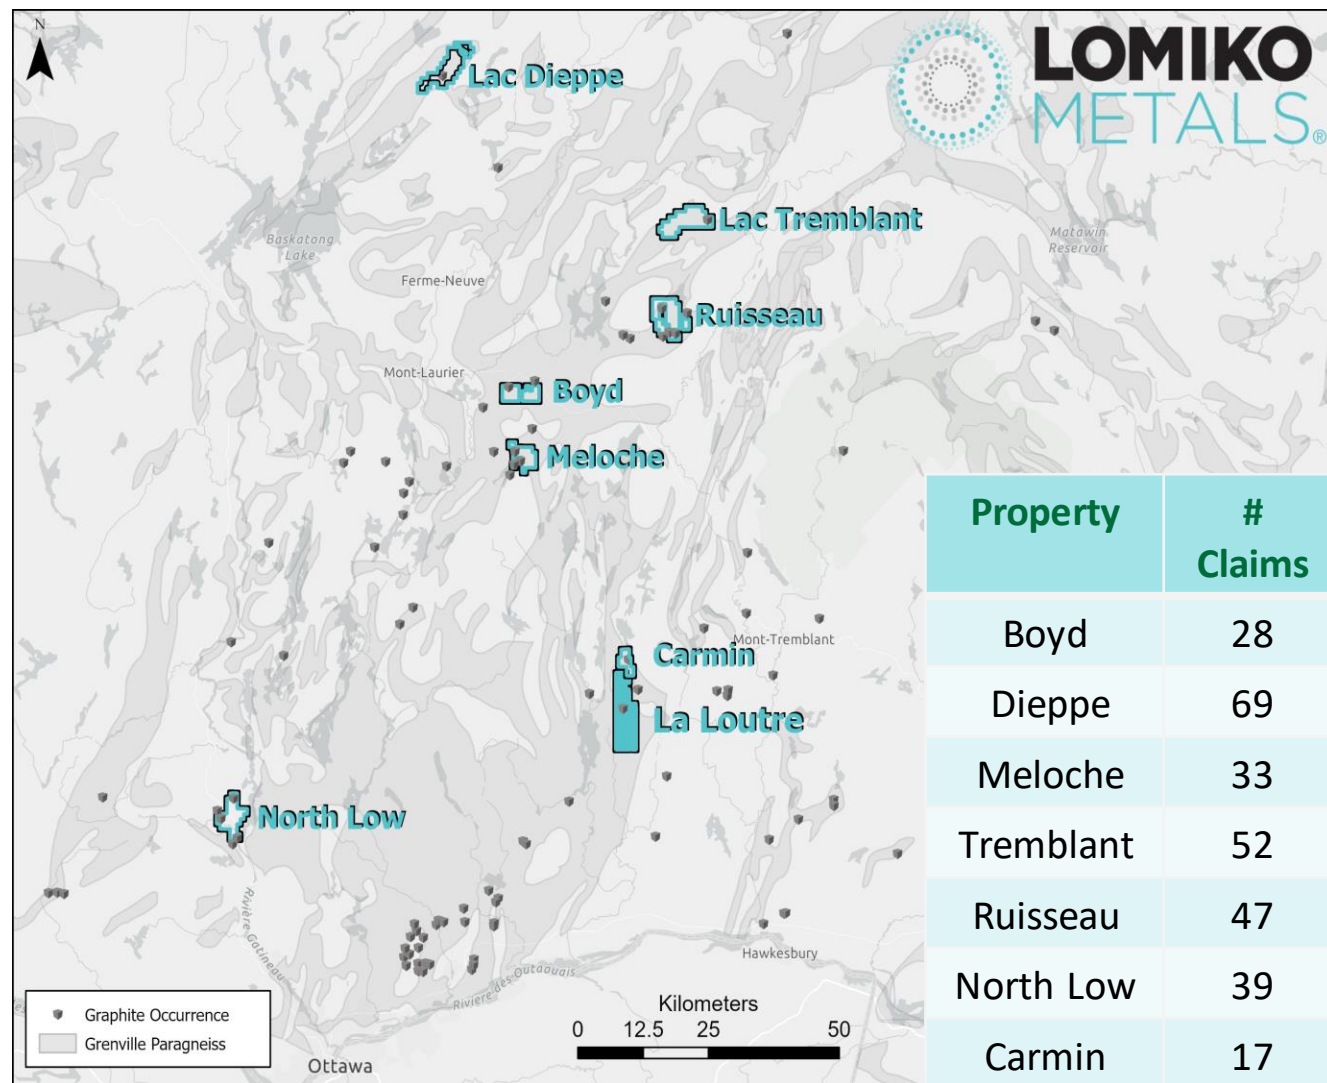 N
LOMIKO
METALS®
Lac Dieppe
Lac Tremblant
Baskatong
Lake
Matawin
Reservoir
Ferme-Neuve
Ruisseau
Mont-Laurier
Boyd
Meloche
Property # Claims
Boyd 28
Dieppe 69
Meloche 33
Tremblant 52
Ruisseau 47
North Low 39
Carmin 17
Mont-Tremblant
Carmin
La Loutre
North Low
Rivière Gatineau
Rivière des Outaouais
Hawkesbury
Graphite Occurrence
Grenville Paragneiss
Ottawa
Kilometers
0 12.5 25 50